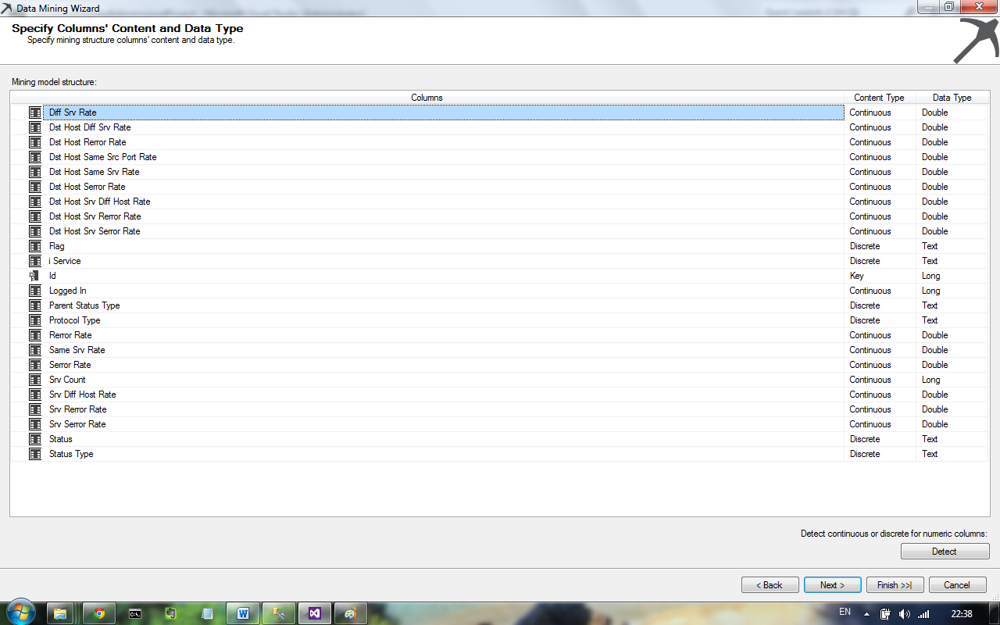 Data Mining Wizard
Specify Columns' Content and Data Type
Specify mining structure columns' content and data type.
Mining model structure:
Columns Content Type Data Type
Diff Srv Rate Continuous Double
Dst Host Diff Srv Rate Continuous Double
Dst Host Rerror Rate Continuous Double
Dst Host Same Src Port Rate Continuous Double
Dst Host Same Srv Rate Continuous Double
Dst Host Serror Rate Continuous Double
Dst Host Srv Diff Host Rate Continuous Double
Dst Host Srv Rerror Rate Continuous Double
Dst Host Srv Serror Rate Continuous Double
Flag Discrete Text
i Service Discrete Text
Id Key Long
Logged In Continuous Long
Parent Status Type Discrete Text
Protocol Type Discrete Text
Rerror Rate Continuous Double
Same Srv Rate Continuous Double
Serror Rate Continuous Double
Srv Count Continuous Long
Srv Diff Host Rate Continuous Double
Srv Rerror Rate Continuous Double
Srv Serror Rate Continuous Double
Status Discrete Text
Status Type Discrete Text
Detect continuous or discrete for numeric columns:
Detect
< Back Next > Finish >>| Cancel
EN 22:38